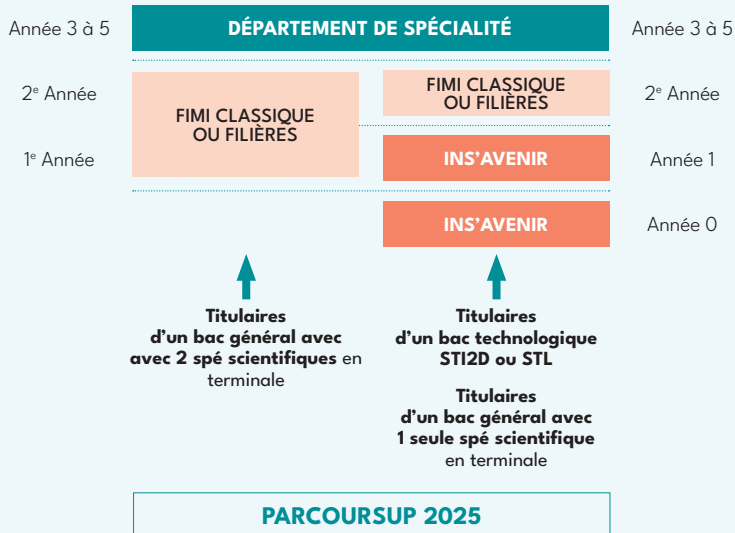 Année 3 à 5
DÉPARTEMENT DE SPÉCIALITÉ
Année 3 à 5
2e Année
FIMI CLASSIQUE
OU FILIÈRES
FIMI CLASSIQUE
OU FILIÈRES
2e Année
1e Année
INS'AVENIR
Année 1
INS'AVENIR
Année 0
Titulaires
d'un bac général avec
avec 2 spé scientifiques en
terminale
Titulaires
d'un bac technologique
STI2D ou STL
Titulaires
d'un bac général avec
1 seule spé scientifique
en terminale
PARCOURSUP 2025